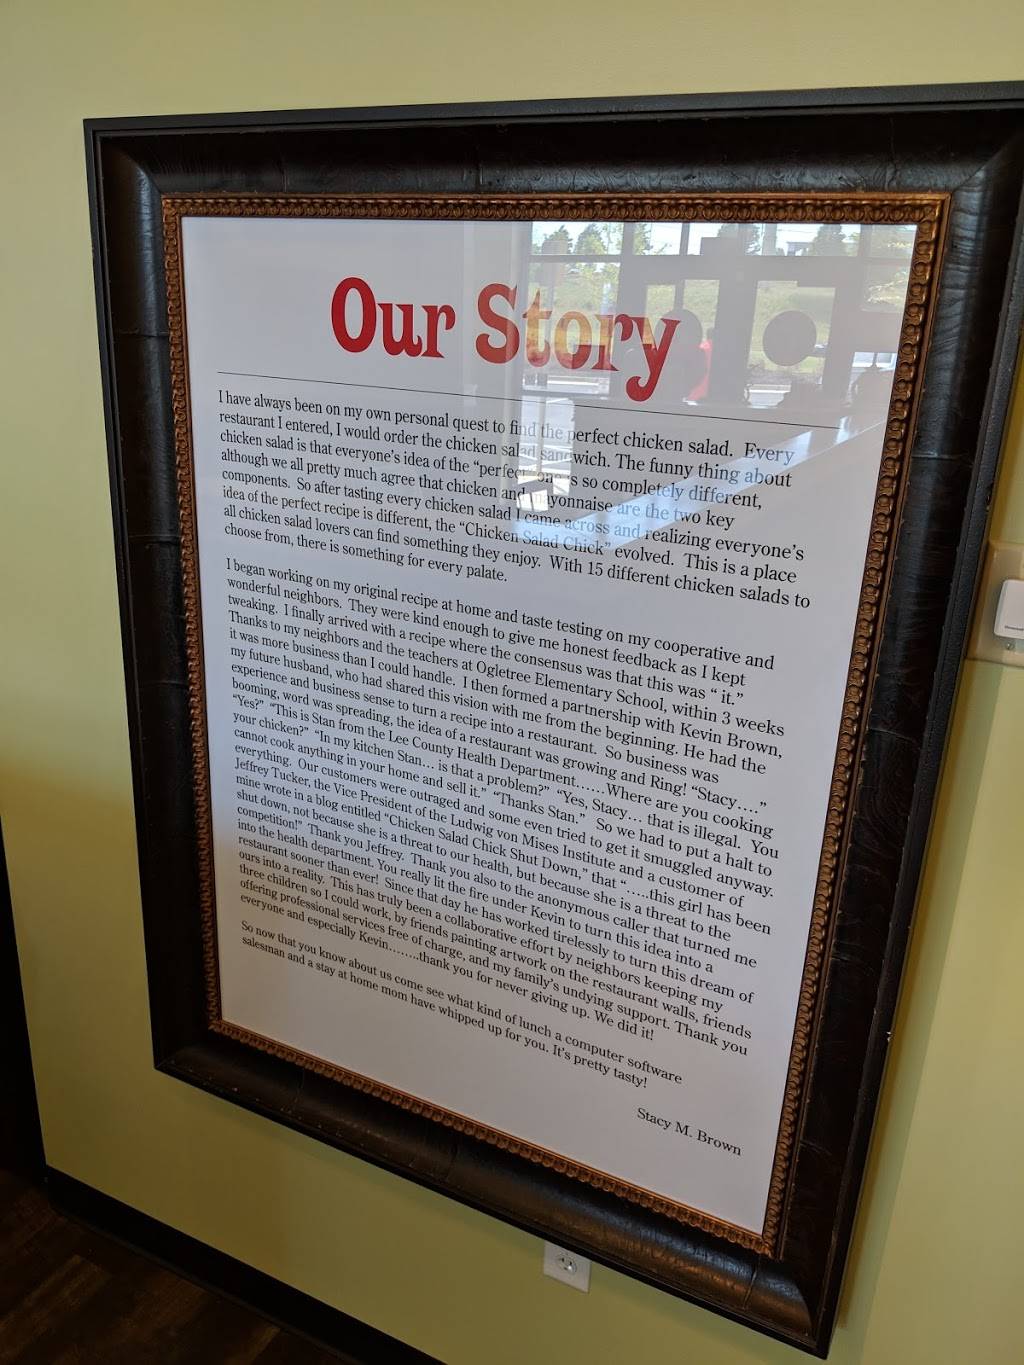 Our Story
I have always been on my own personal quest to find the perfect chicken salad. Every
restaurant I entered, I would order the chicken salad sandwich. The funny thing about
chicken salad is that everyone's idea of the "perfect" one is so completely different,
although we all pretty much agree that chicken and mayonnaise are the two key
components. So after tasting every chicken salad I came across and realizing everyone's
idea of the perfect recipe is different, the "Chicken Salad Chick" evolved. This is a place
all chicken salad lovers can find something they enjoy. With 15 different chicken salads to
choose from, there is something for every palate.
I began working on my original recipe at home and taste testing on my cooperative and
wonderful neighbors. They were kind enough to give me honest feedback as I kept
tweaking. I finally arrived with a recipe where the consensus was that this was " it."
Thanks to my neighbors and the teachers at Ogletree Elementary School, within 3 weeks
it was more business than I could handle. I then formed a partnership with Kevin Brown,
my future husband, who had shared this vision with me from the beginning. He had the
experience and business sense to turn a recipe into a restaurant. So business was
booming, word was spreading, the idea of a restaurant was growing and Ring! "Stacy…."
"Yes?" "This is Stan from the Lee County Health Department……Where are you cooking
your chicken?" "In my kitchen Stan… is that a problem?" "Yes, Stacy… that is illegal. You
cannot cook anything in your home and sell it." "Thanks Stan." So we had to put a halt to
everything. Our customers were outraged and some even tried to get it smuggled anyway.
Jeffrey Tucker, the Vice President of the Ludwig von Mises Institute and a customer of
mine wrote in a blog entitled "Chicken Salad Chick Shut Down," that "…..this girl has been
shut down, not because she is a threat to our health, but because she is a threat to the
competition!" Thank you Jeffrey. Thank you also to the anonymous caller that turned me
into the health department. You really lit the fire under Kevin to turn this idea into a
restaurant sooner than ever! Since that day he has worked tirelessly to turn this dream of
ours into a reality. This has truly been a collaborative effort by neighbors keeping my
three children so I could work, by friends painting artwork on the restaurant walls, friends
offering professional services free of charge, and my family's undying support. Thank you
everyone and especially Kevin……..thank you for never giving up. We did it!
So now that you know about us come see what kind of lunch a computer software
salesman and a stay at home mom have whipped up for you. It's pretty tasty!
Stacy M. Brown